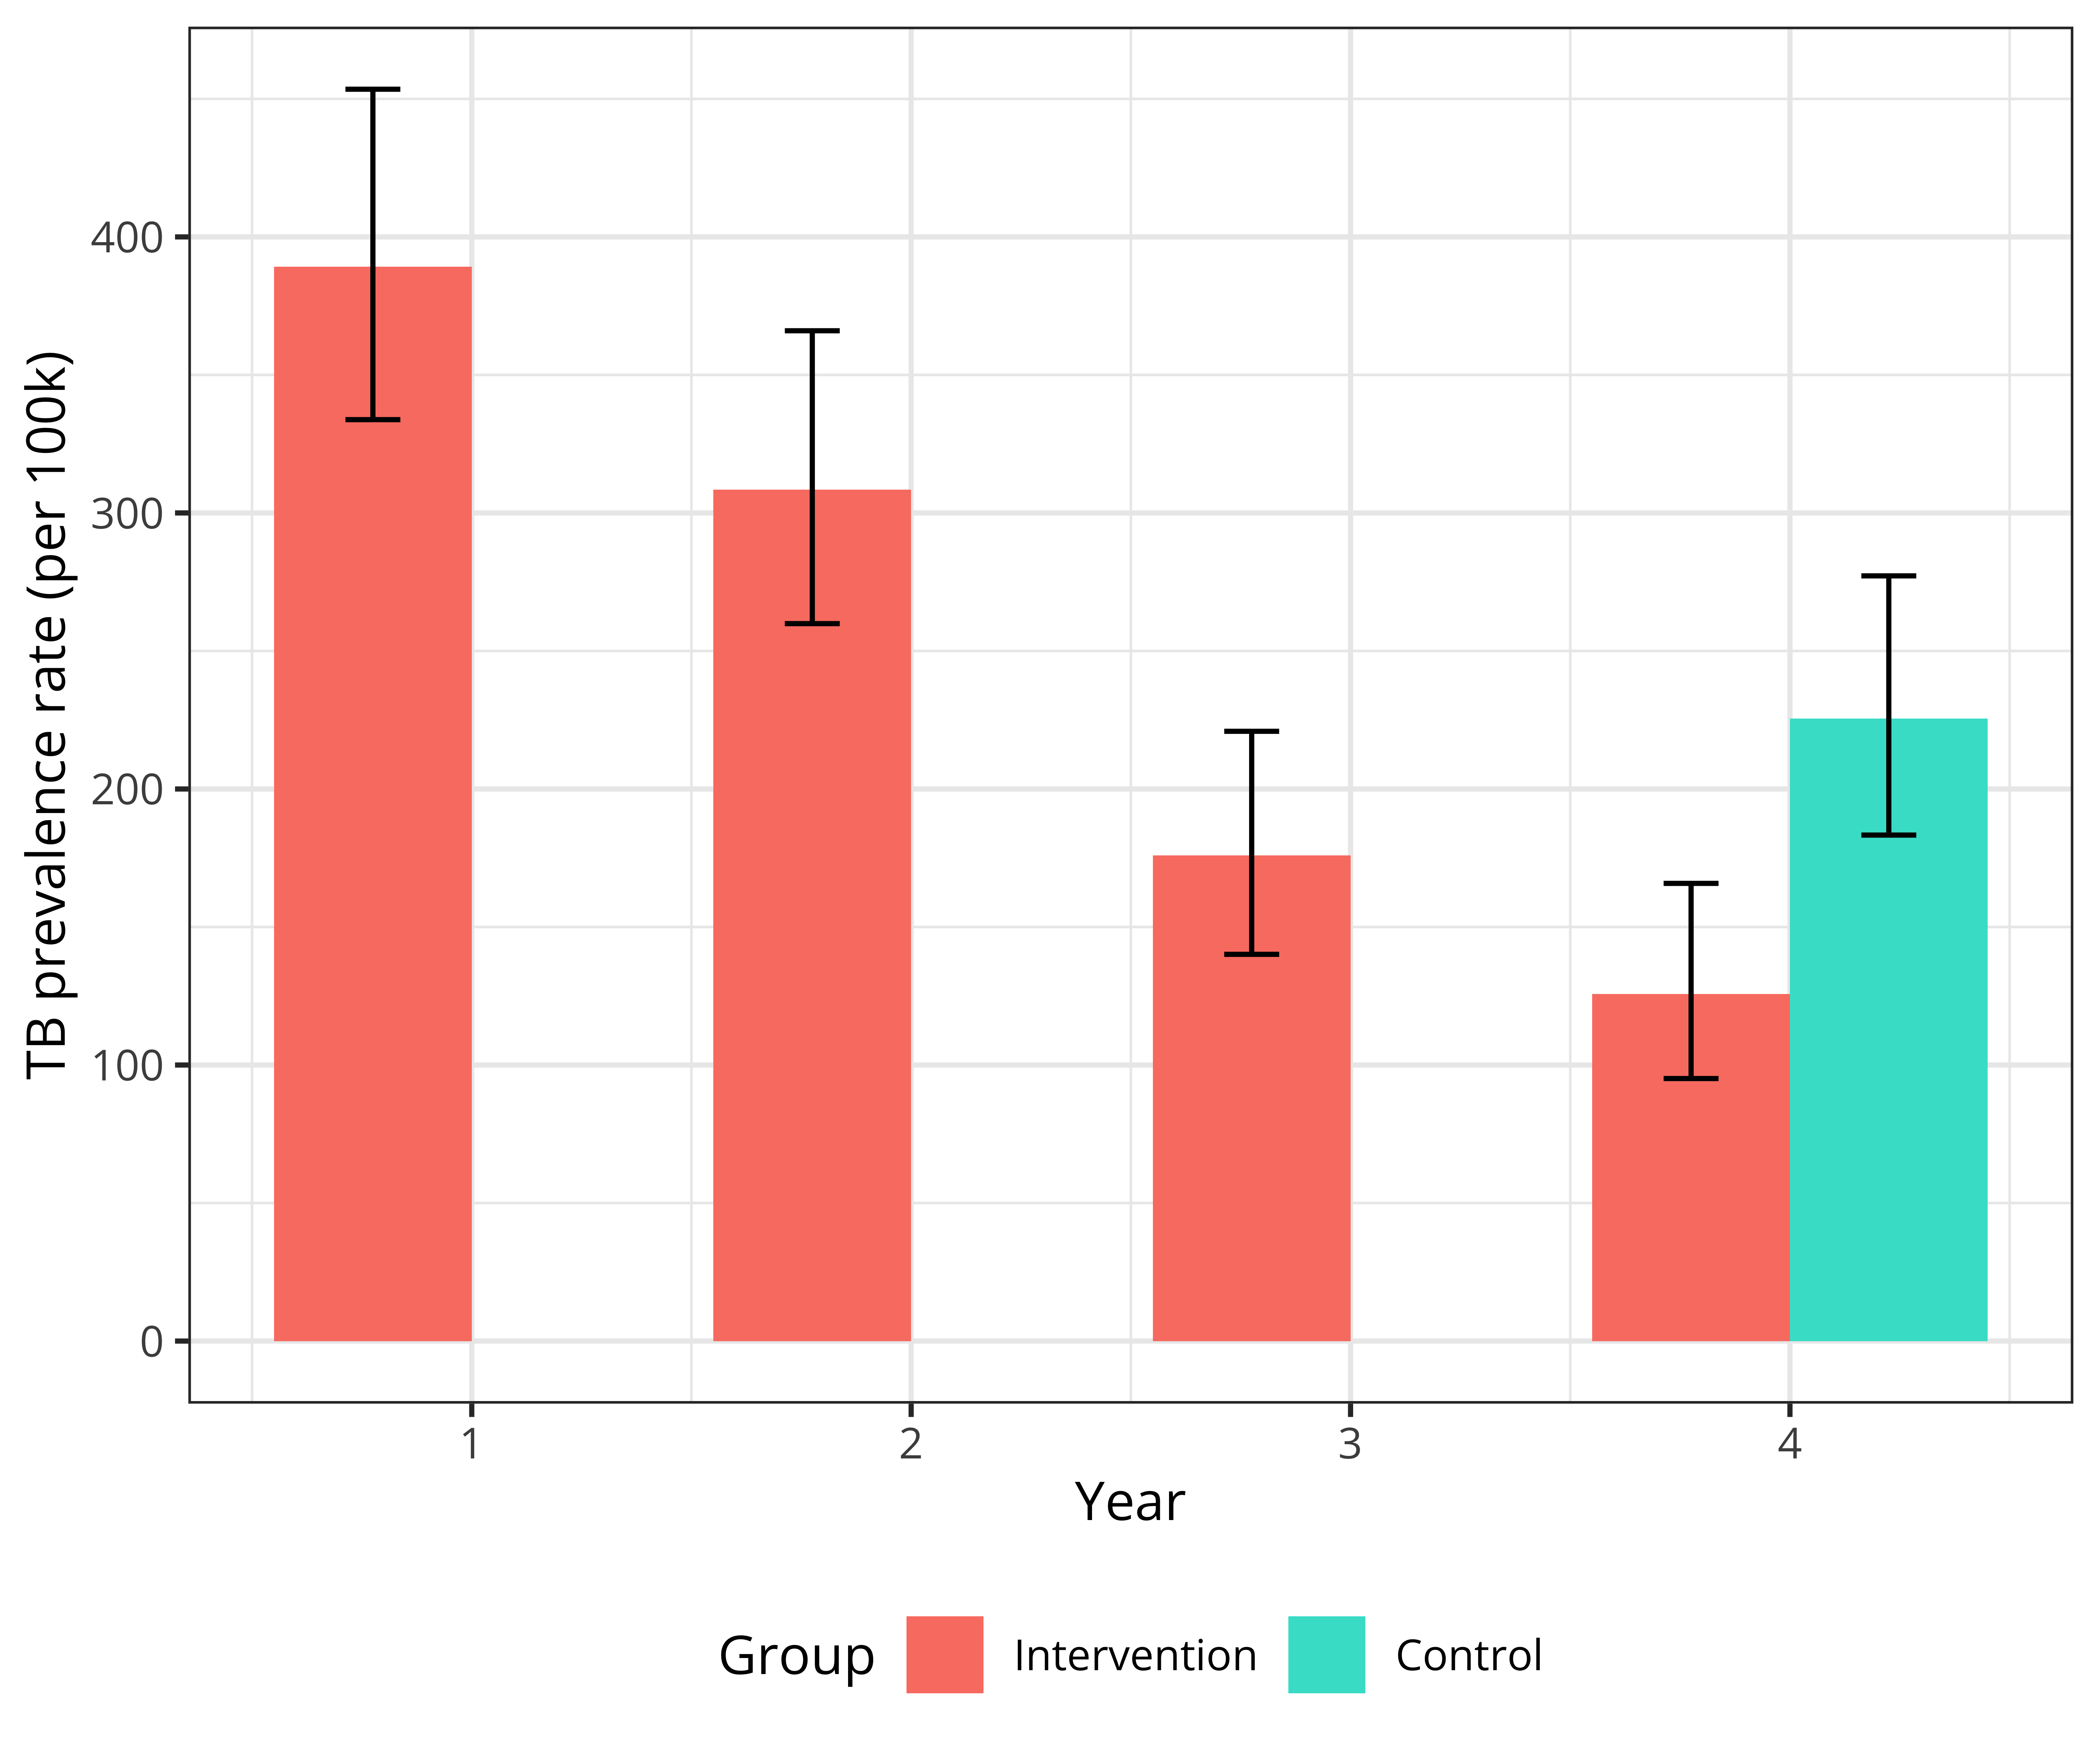 TB prevalence rate (per 100k)
400
300
200
100
0
1 2 3 4
Year
Group Intervention Control